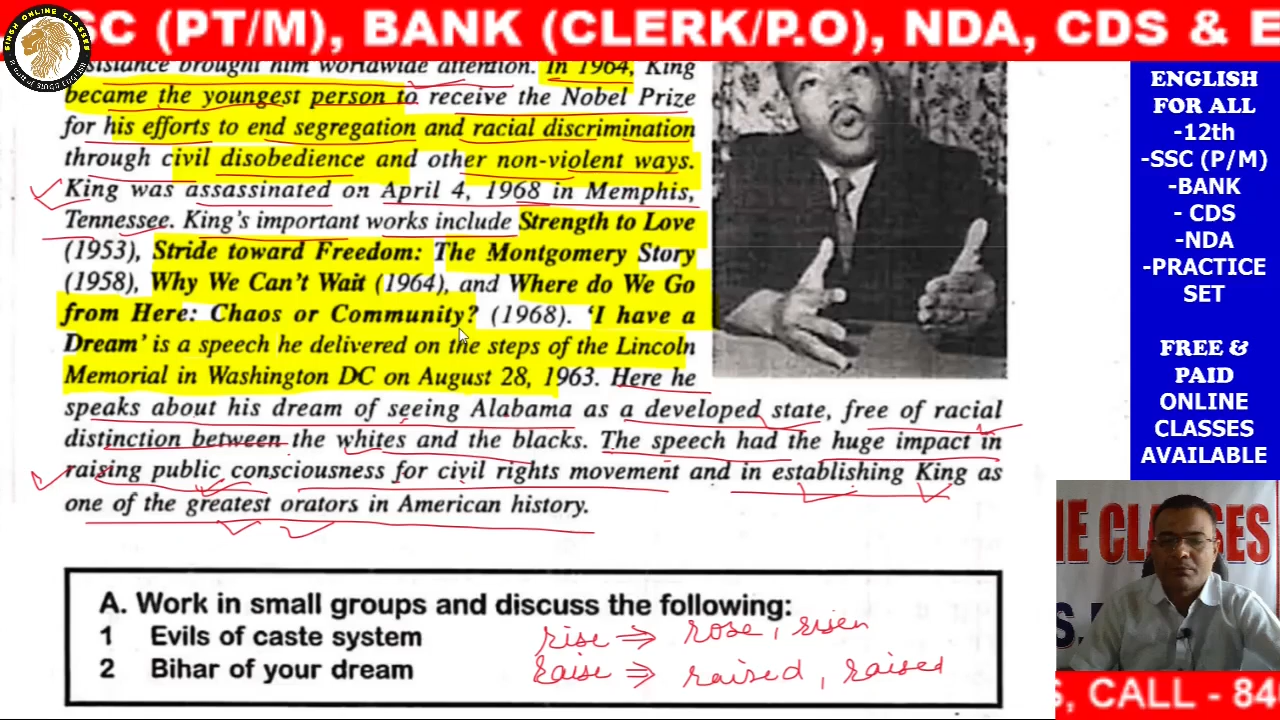 SC (PT/M), BANK (CLERK/P.O), NDA, CDS & E
SINGH ONLINE CLASSES
brought him worldwide attention. In 1964, King
became the youngest person to receive the Nobel Prize
for his efforts to end segregation and racial discrimination
through civil disobedience and other non-violent ways.
King was assassinated on April 4, 1968 in Memphis,
Tennessee. King's important works include Strength to Love
(1953), Stride toward Freedom: The Montgomery Story
(1958), Why We Can't Wait (1964), and Where do We Go
from Here: Chaos or Community? (1968). 'I have a
Dream' is a speech he delivered on the steps of the Lincoln
Memorial in Washington DC on August 28, 1963. Here he
speaks about his dream of seeing Alabama as a developed state, free of racial
distinction between the whites and the blacks. The speech had the huge impact in
raising public consciousness for civil rights movement and in establishing King as
one of the greatest orators in American history.
A. Work in small groups and discuss the following:
1 Evils of caste system
2 Bihar of your dream
rise ⇒ rose, risen
raise ⇒ raised, raised
ENGLISH
FOR ALL
-12th
-SSC (P/M)
-BANK
- CDS
-NDA
-PRACTICE
SET
FREE &
PAID
ONLINE
CLASSES
AVAILABLE
NE CLASSES
S, CALL - 84